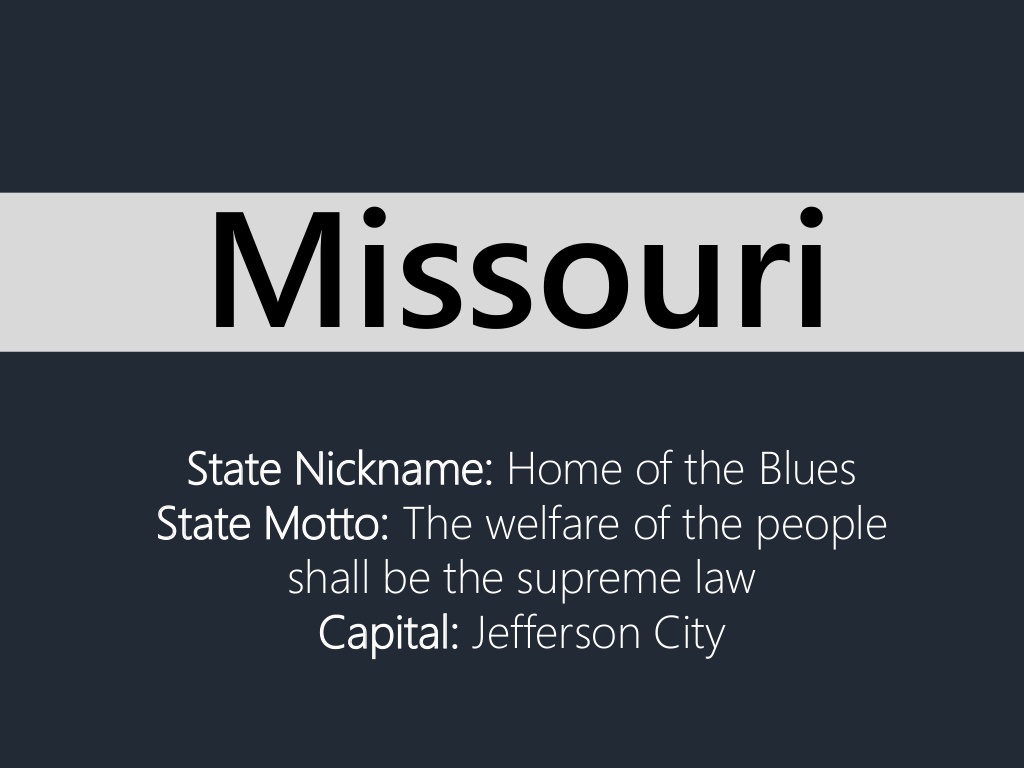 Missouri
State Nickname: Home of the Blues
State Motto: The welfare of the people
shall be the supreme law
Capital: Jefferson City